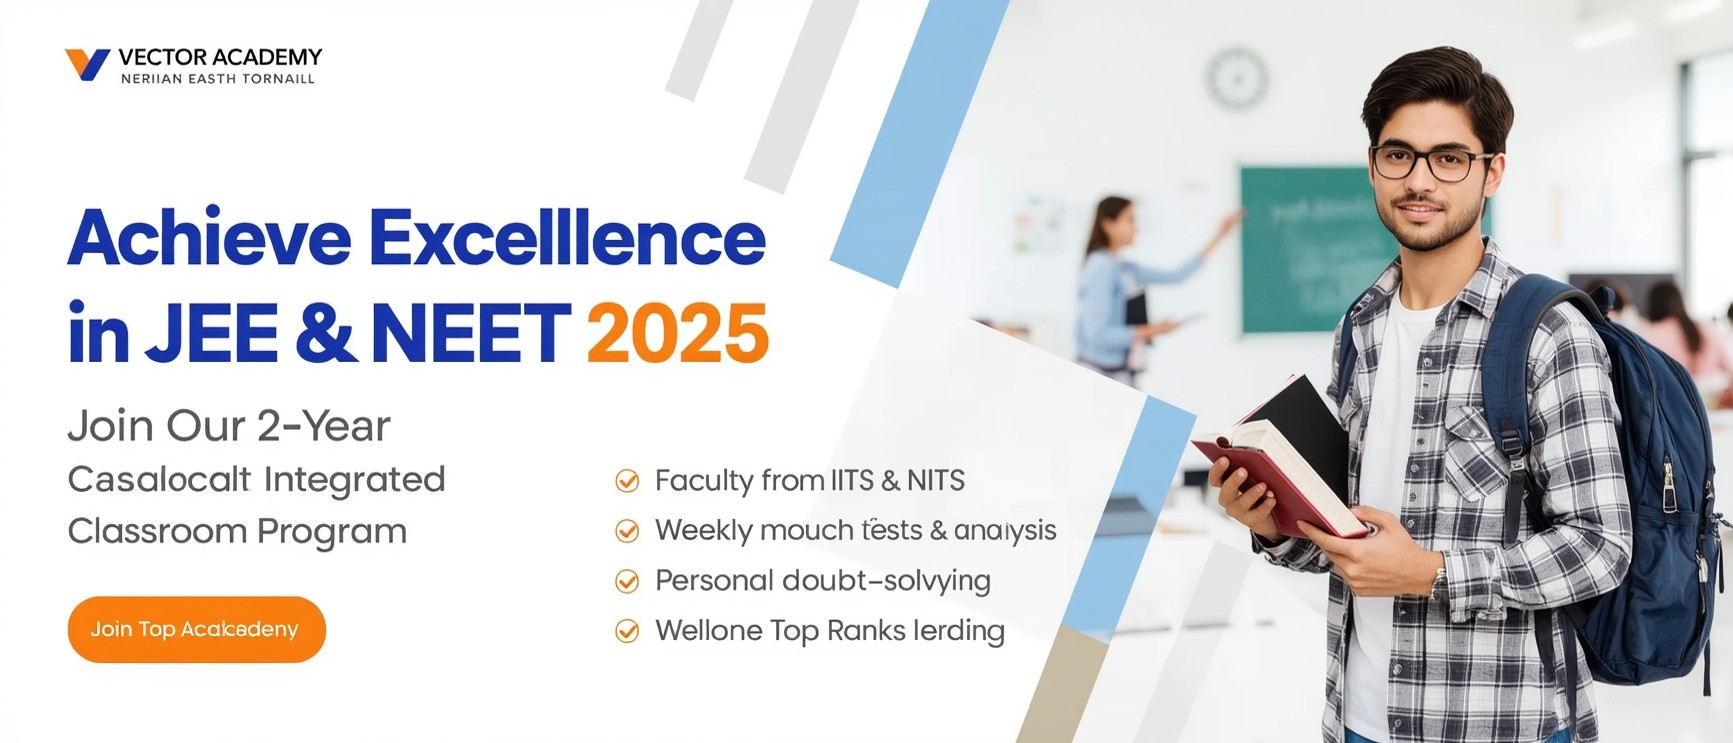 VECTOR ACADEMY
NERIIAN EASTH TORNAILL
Achieve Excelllence
in JEE & NEET 2025
Join Our 2-Year
Casalocalt Integrated
Classroom Program
Join Top Acalcadeny
Faculty from IITS & NITS
Weekly mouch tests & analysis
Personal doubt-solvying
Wellone Top Ranks lerding